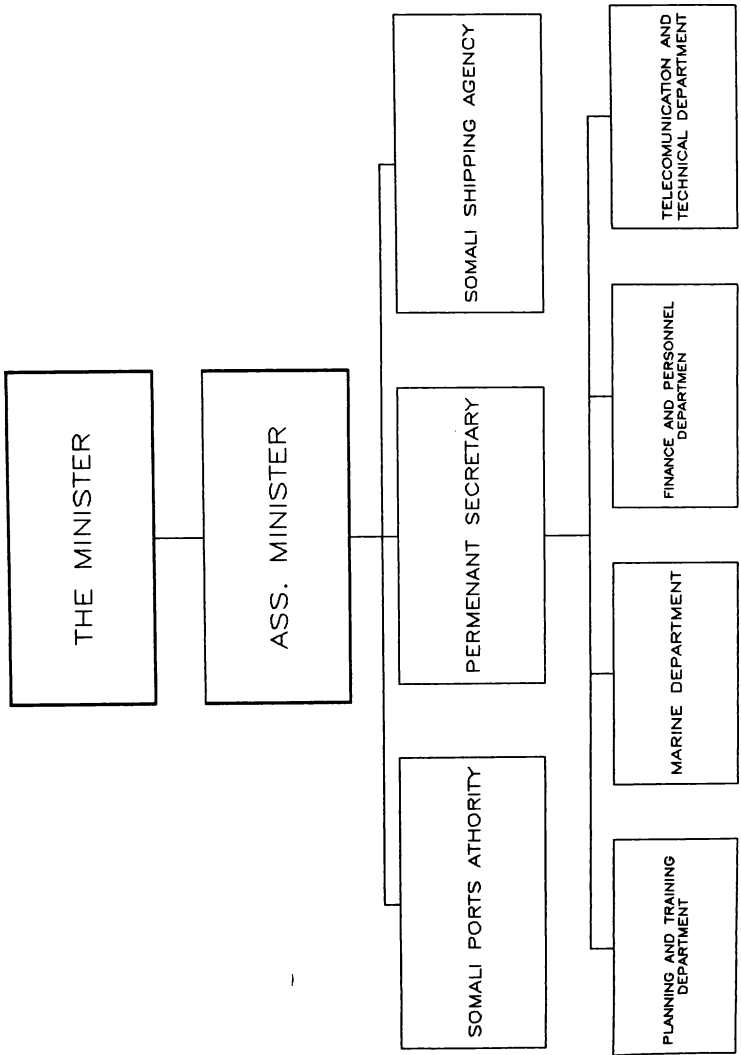 THE MINISTER
ASS. MINISTER
SOMALI PORTS ATHORITY
PERMENANT SECRETARY
SOMALI SHIPPING AGENCY
PLANNING AND TRAINING
DEPARTMENT
MARINE DEPARTMENT
FINANCE AND PERSONNEL
DEPARTMEN
TELECOMUNICATION AND
TECHNICAL DEPARTMENT